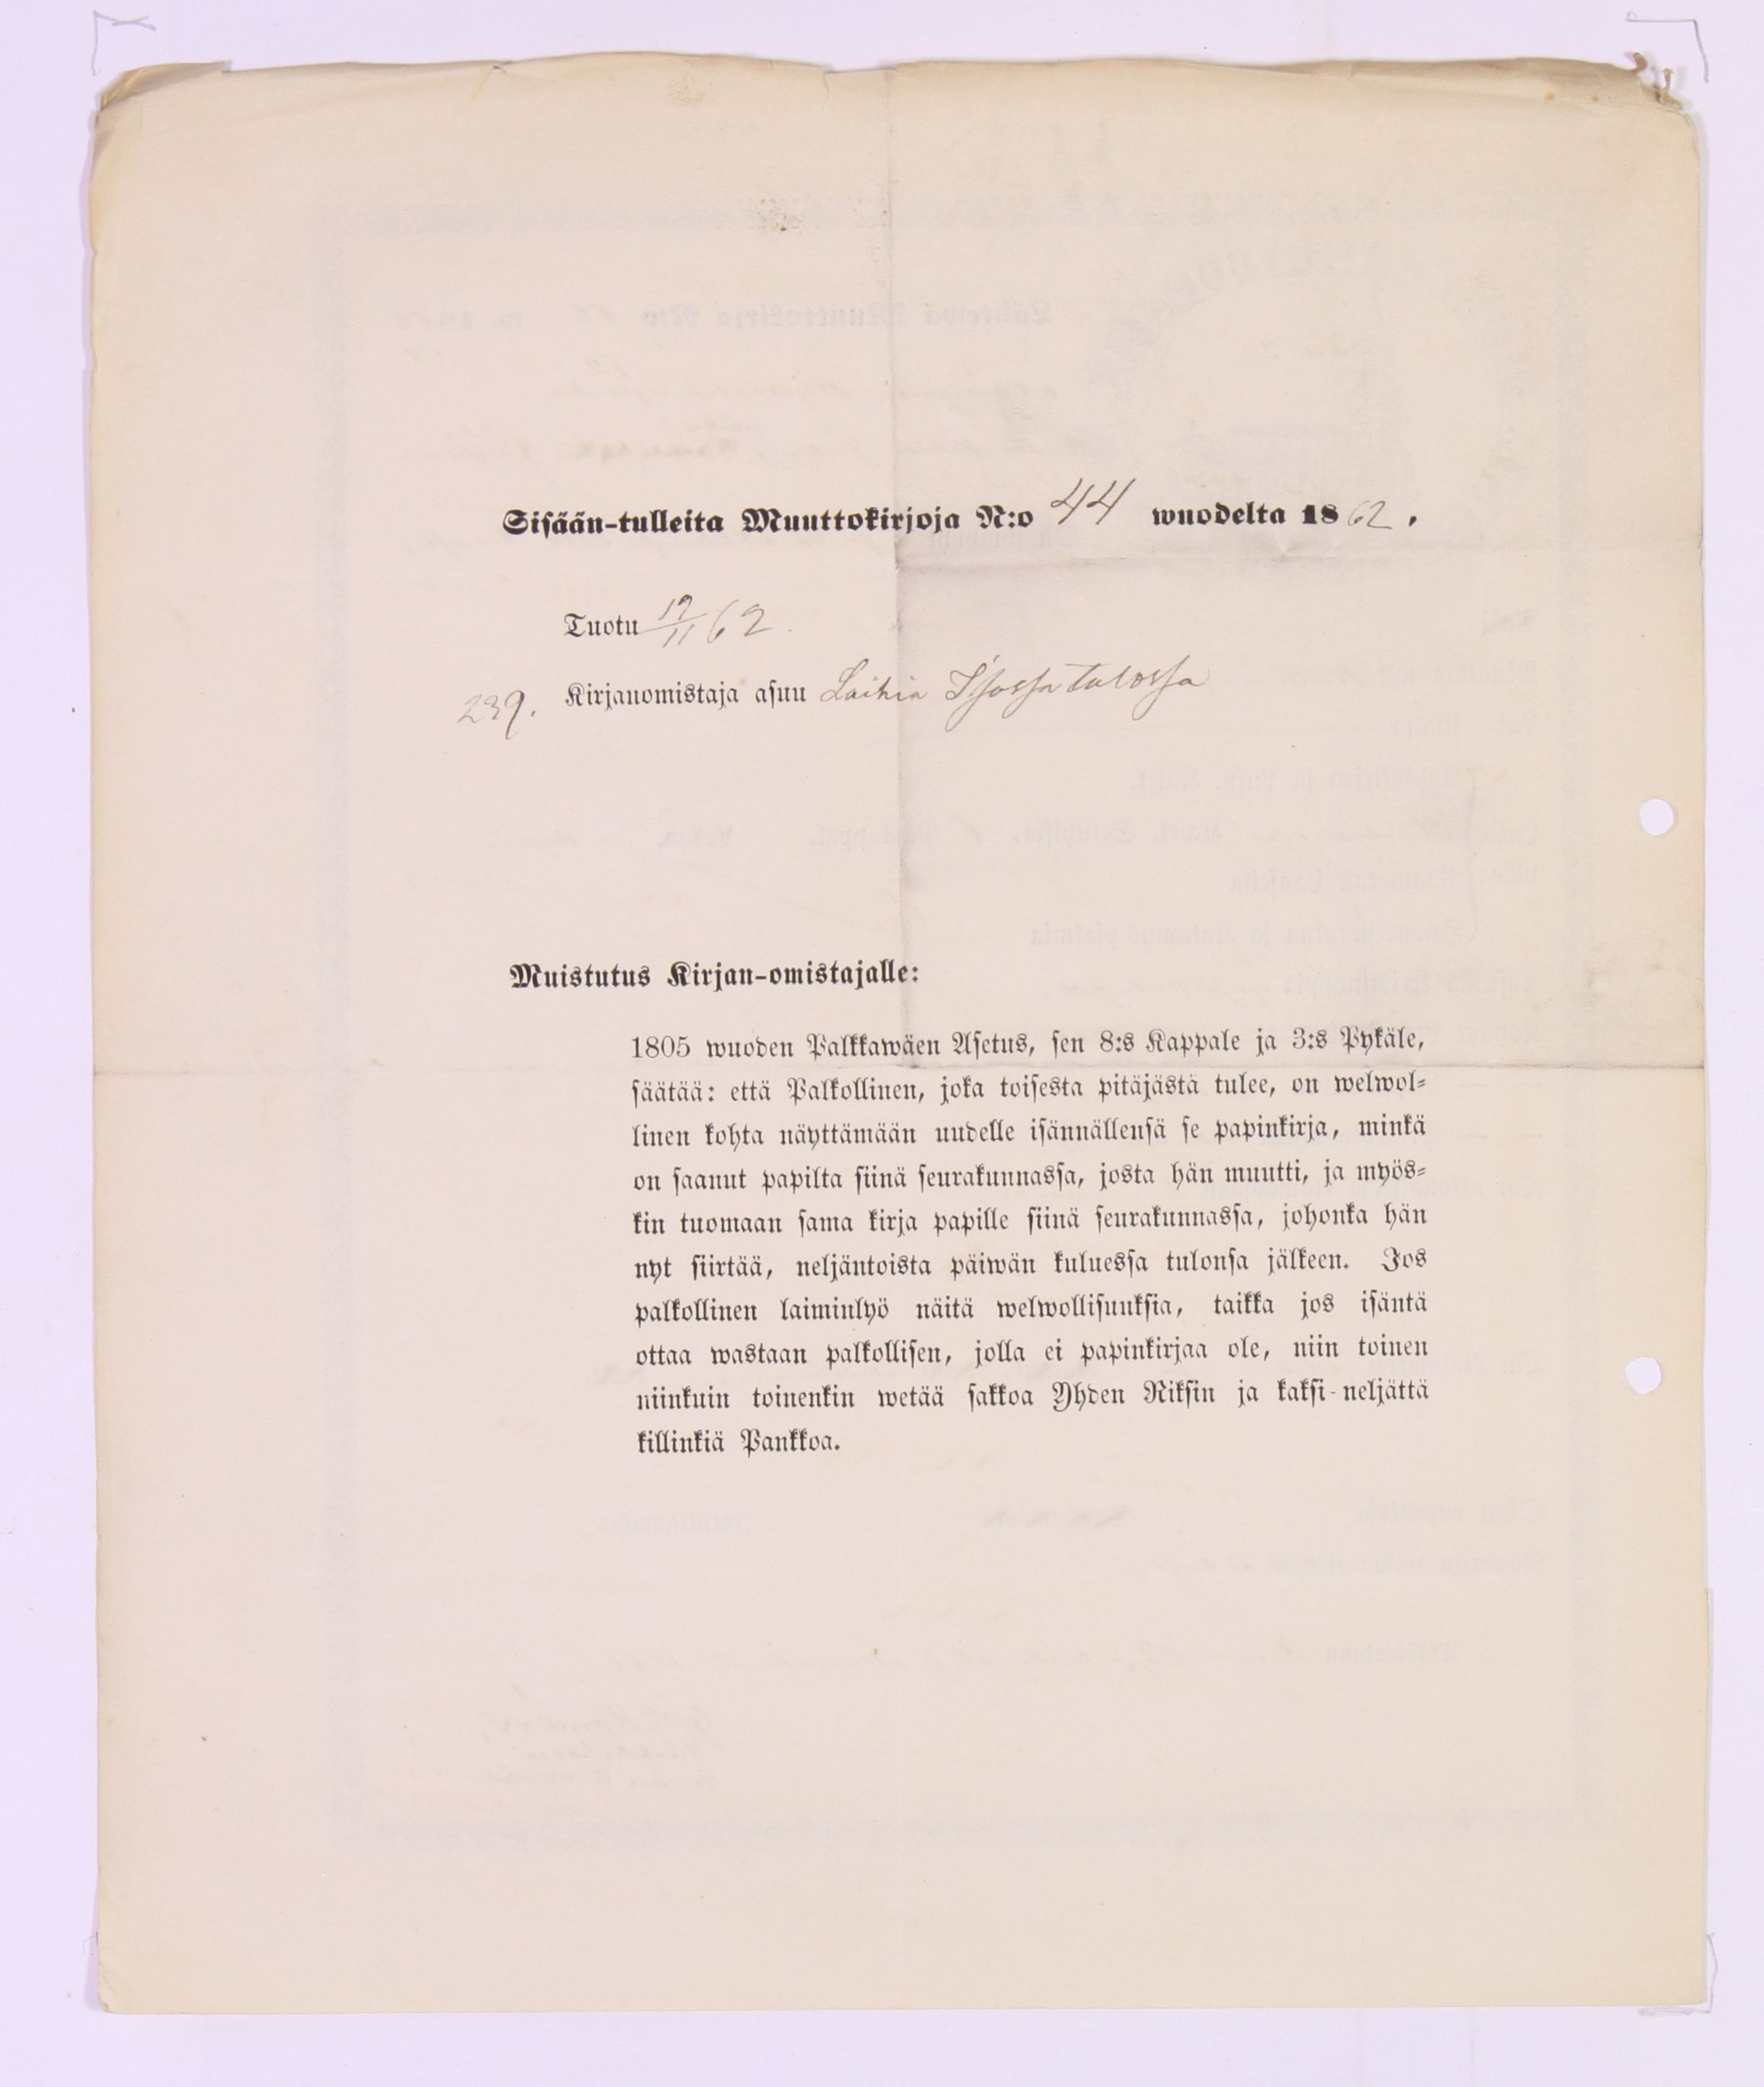 Sisään-tulleita Muuttokirjoja N:o 44 wuodelta 1862.
Tuotu 19/11 62.
239. Kirjanomistaja asuu Laihia Isossa talossa
Muistutus Kirjan-omistajalle:
1805 wuoden Palkkawäen Asetus, sen 8:s Kappale ja 3:s Pykäle,
säätää: että Palkollinen, joka toisesta pitäjästä tulee, on welwol-
linen kohta näyttämään uudelle isännällensä se papinkirja, minkä
on saanut papilta siinä seurakunnassa, josta hän muutti, ja myös-
kin tuomaan sama kirja papille siinä seurakunnassa, johonka hän
nyt siirtää, neljäntoista päiwän kuluessa tulonsa jälkeen. Jos
palkollinen laiminlyö näitä welwollisuuksia, taikka jos isäntä
ottaa wastaan palkollisen, jolla ei papinkirjaa ole, niin toinen
niinkuin toinenkin wetää sakkoa Yhden Riksin ja kaksi-neljättä
killinkiä Pankkoa.